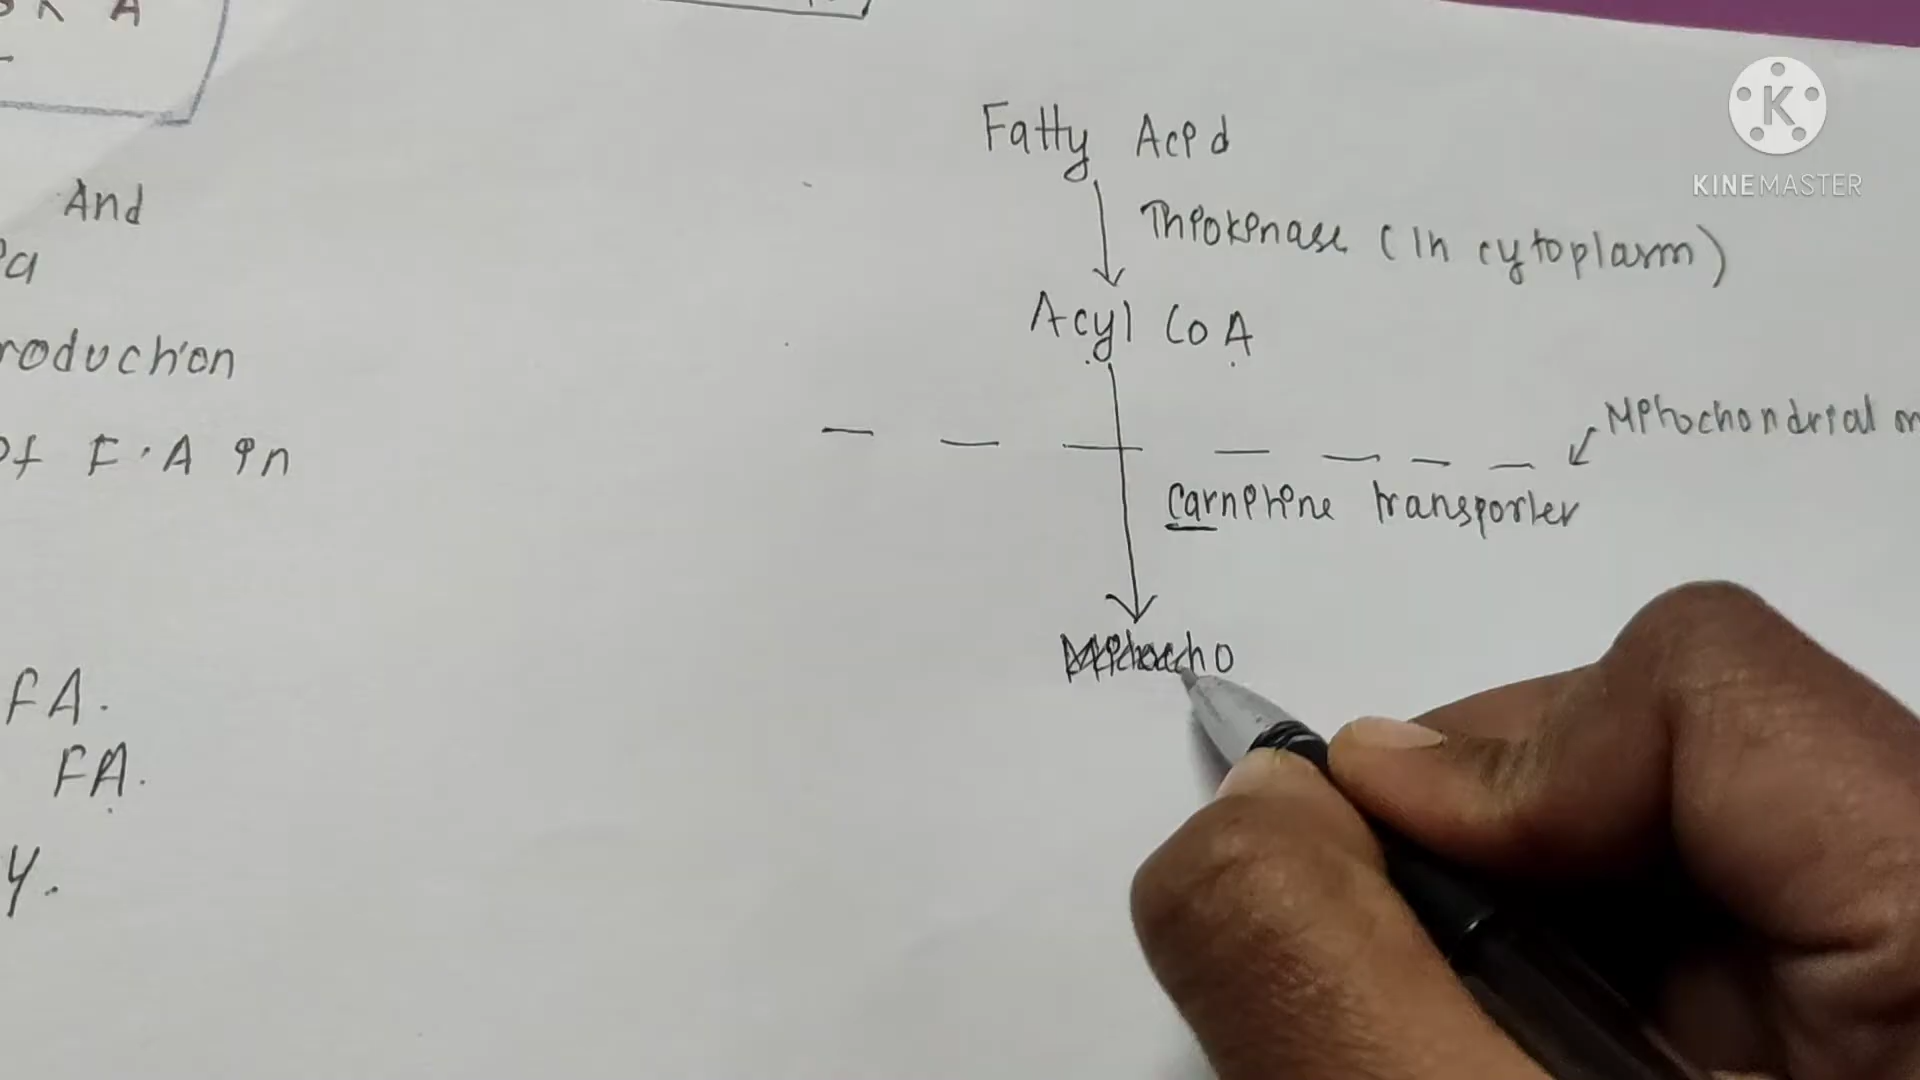 And
roduction
of F.A in
FA.
FA.
y.
Fatty Acid
Thiokinase (in cytoplasm)
Acyl CoA
Mitochondrial
Carnitine transporter
K
KINEMASTER